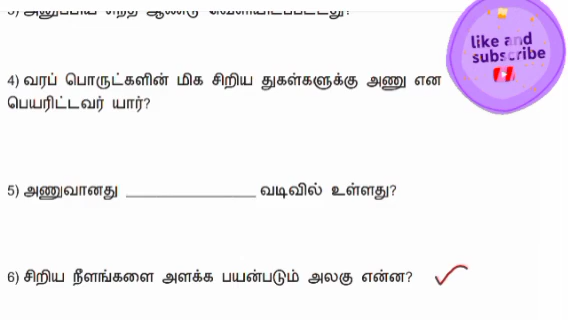 4) வரப் பொருட்களின் மிக சிறிய துகள்களுக்கு அணு என
பெயரிட்டவர் யார்?
5) அணுவானது ______________ வடிவில் உள்ளது?
6) சிறிய நீளங்களை அளக்க பயன்படும் அலகு என்ன?
like and
subscribe